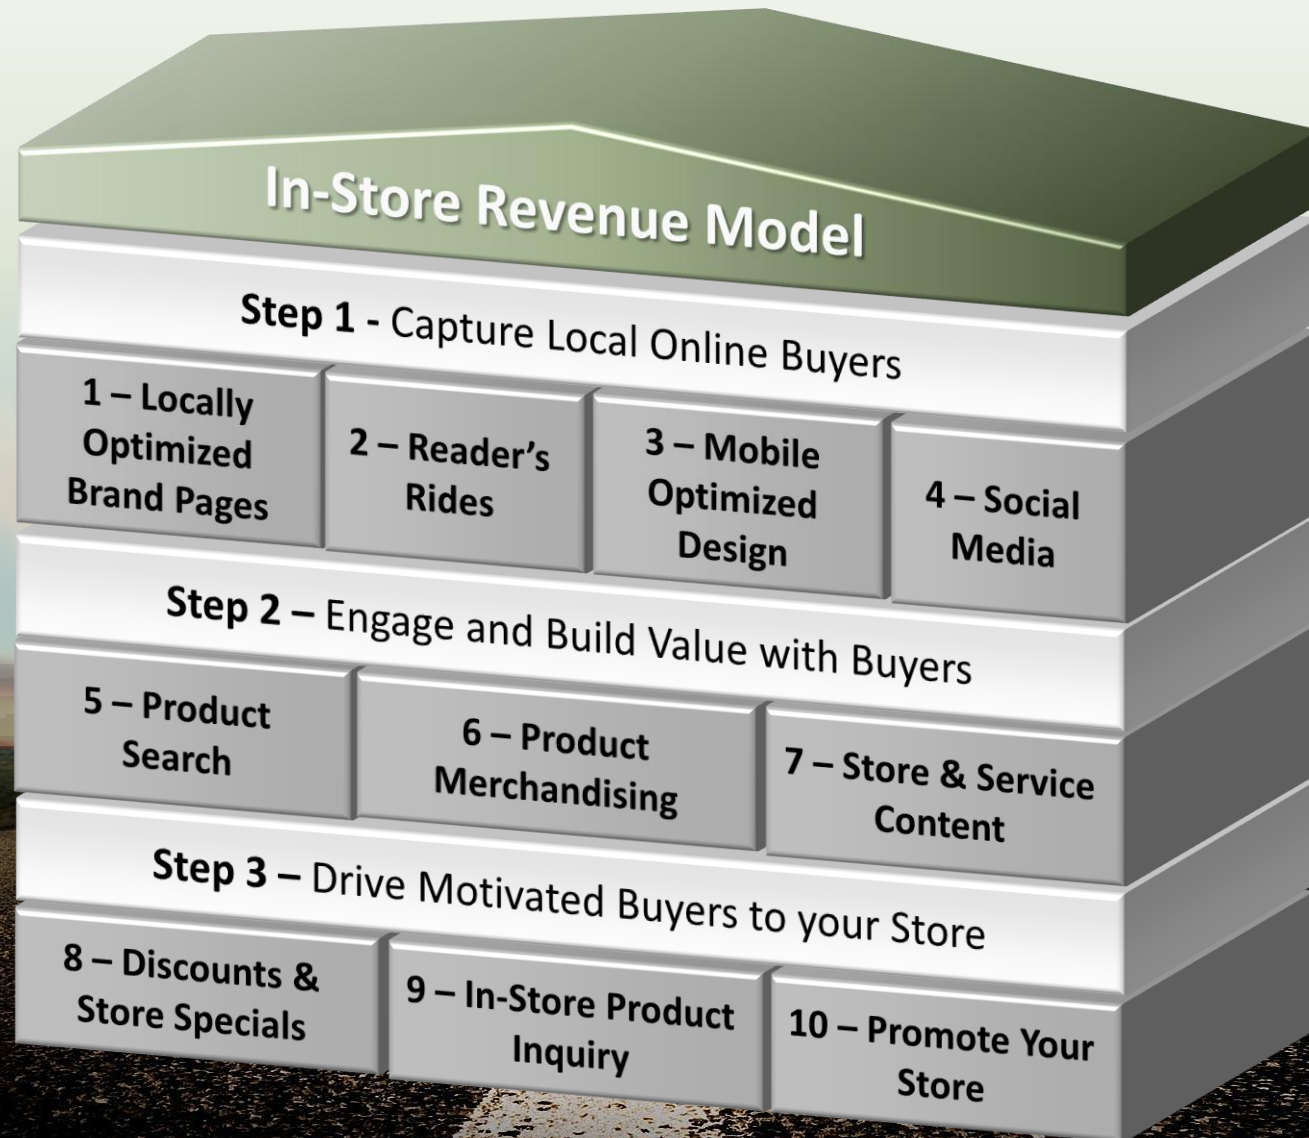 In-Store Revenue Model
Step 1 - Capture Local Online Buyers
1 – Locally
Optimized
Brand Pages
2 – Reader’s
Rides
3 – Mobile
Optimized
Design
4 – Social
Media
Step 2 – Engage and Build Value with Buyers
5 – Product
Search
6 – Product
Merchandising
7 – Store & Service
Content
Step 3 – Drive Motivated Buyers to your Store
8 – Discounts &
Store Specials
9 – In-Store Product
Inquiry
10 – Promote Your
Store